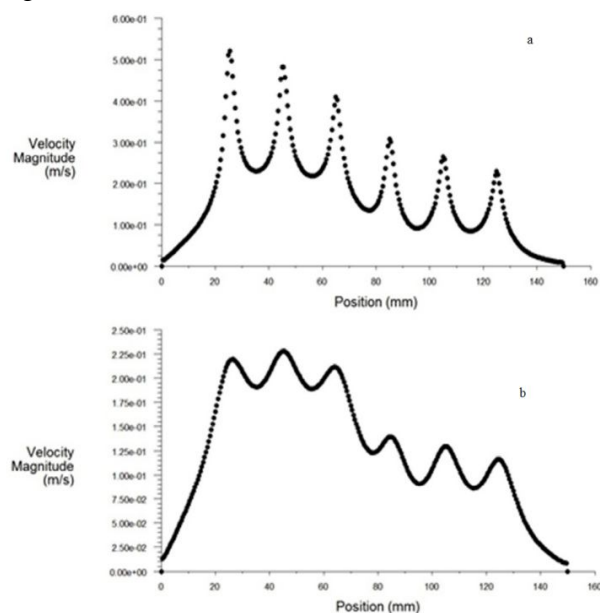 6.00e-01
a
5.00e-01
4.00e-01
Velocity
Magnitude
(m/s)
3.00e-01
2.00e-01
1.00e-01
0.00e+00
0 20 40 60 80 100 120 140 160
Position (mm)
2.50e-01
2.25e-01
2.00e-01
b
1.75e-01
1.50e-01
Velocity
Magnitude
(m/s)
1.25e-01
1.00e-01
7.50e-02
5.00e-02
2.50e-02
0.00e+00
0 20 40 60 80 100 120 140 160
Position (mm)